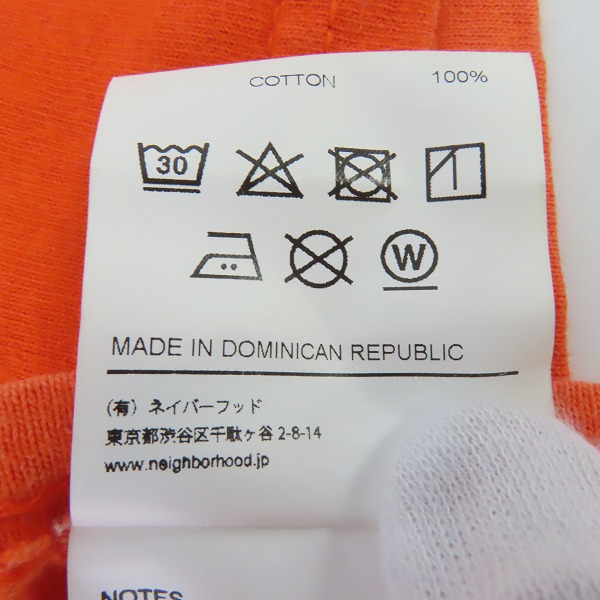 COTTON 100%
30
W
MADE IN DOMINICAN REPUBLIC
(有) ネイバーフッド
東京都渋谷区千駄ヶ谷 2-8-14
www.neighborhood.jp
NOTES